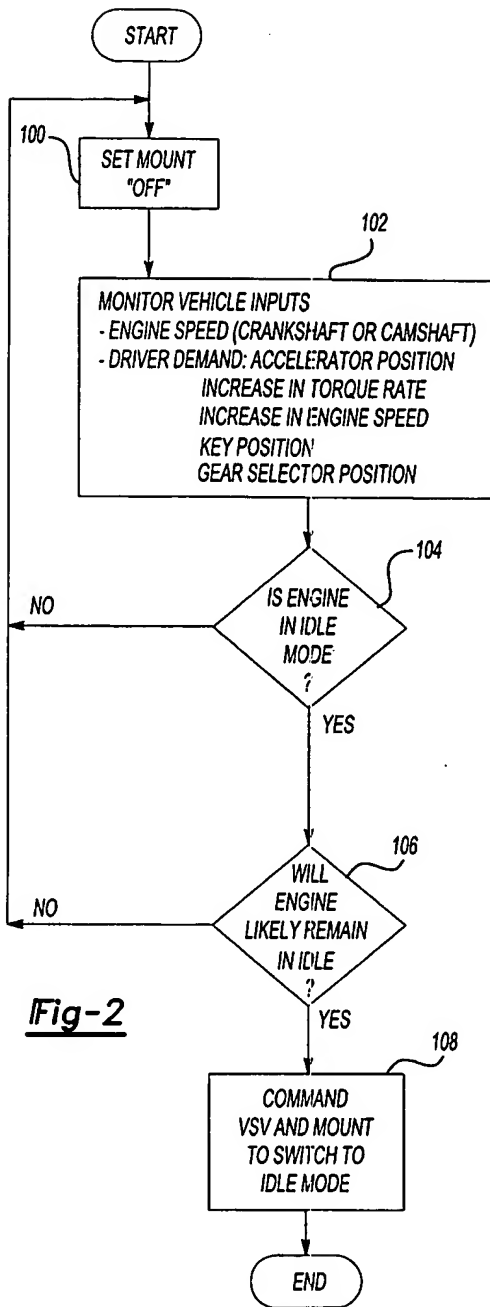 START
100
SET MOUNT
"OFF"
102
MONITOR VEHICLE INPUTS
- ENGINE SPEED (CRANKSHAFT OR CAMSHAFT)
- DRIVER DEMAND: ACCELERATOR POSITION
INCREASE IN TORQUE RATE
INCREASE IN ENGINE SPEED
KEY POSITION
GEAR SELECTOR POSITION
104
NO
IS ENGINE
IN IDLE
MODE
?
YES
106
NO
WILL
ENGINE
LIKELY REMAIN
IN IDLE
?
Fig-2
YES
108
COMMAND
VSV AND MOUNT
TO SWITCH TO
IDLE MODE
END